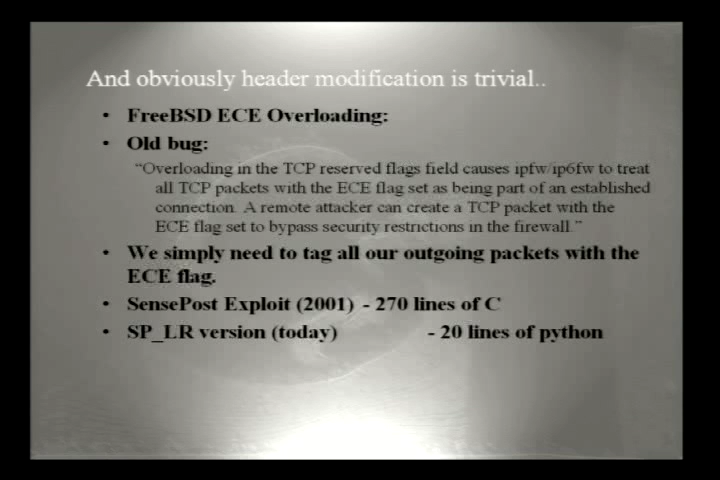 And obviously header modification is trivial..
• FreeBSD ECE Overloading:
• Old bug:
“Overloading in the TCP reserved flags field causes ipfw/ip6fw to treat
all TCP packets with the ECE flag set as being part of an established
connection. A remote attacker can create a TCP packet with the
ECE flag set to bypass security restrictions in the firewall.”
• We simply need to tag all our outgoing packets with the
ECE flag.
• SensePost Exploit (2001) - 270 lines of C
• SP_LR version (today) - 20 lines of python